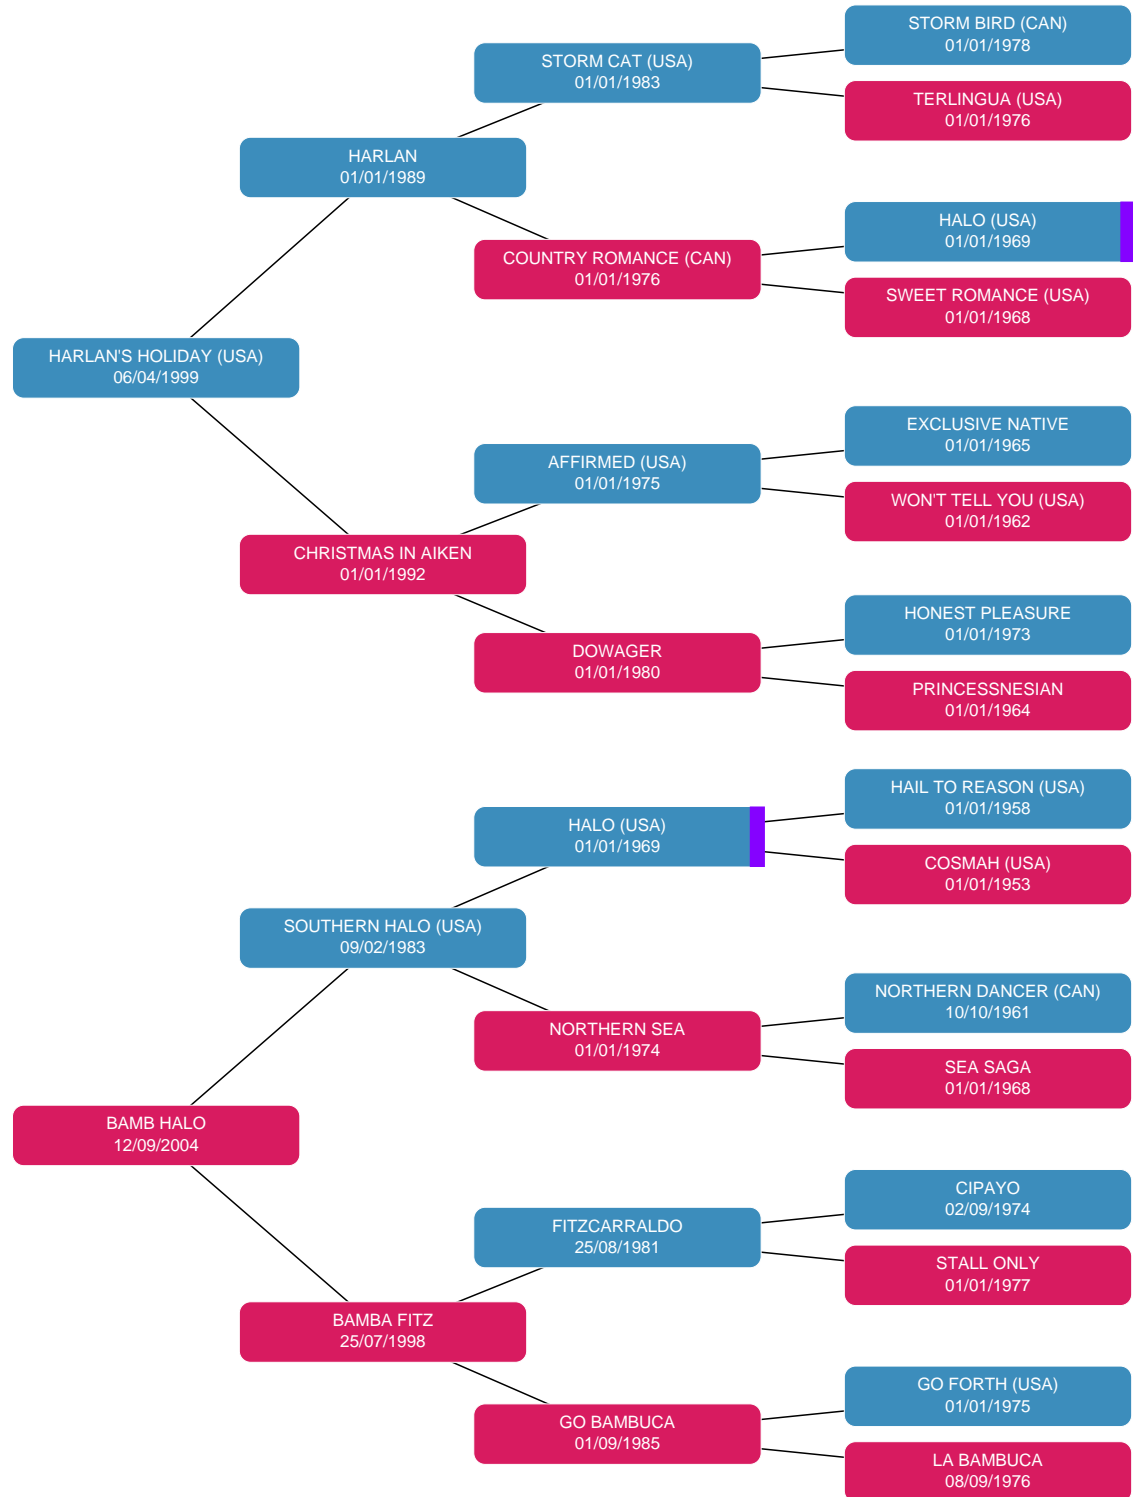 STORM BIRD (CAN)
01/01/1978
STORM CAT (USA)
01/01/1983
TERLINGUA (USA)
01/01/1976
HARLAN
01/01/1989
HALO (USA)
01/01/1969
COUNTRY ROMANCE (CAN)
01/01/1976
SWEET ROMANCE (USA)
01/01/1968
HARLAN'S HOLIDAY (USA)
06/04/1999
EXCLUSIVE NATIVE
01/01/1965
AFFIRMED (USA)
01/01/1975
WON'T TELL YOU (USA)
01/01/1962
CHRISTMAS IN AIKEN
01/01/1992
HONEST PLEASURE
01/01/1973
DOWAGER
01/01/1980
PRINCESSNESIAN
01/01/1964
HAIL TO REASON (USA)
01/01/1958
HALO (USA)
01/01/1969
COSMAH (USA)
01/01/1953
SOUTHERN HALO (USA)
09/02/1983
NORTHERN DANCER (CAN)
10/10/1961
NORTHERN SEA
01/01/1974
SEA SAGA
01/01/1968
BAMB HALO
12/09/2004
CIPAYO
02/09/1974
FITZCARRALDO
25/08/1981
STALL ONLY
01/01/1977
BAMBA FITZ
25/07/1998
GO FORTH (USA)
01/01/1975
GO BAMBUCA
01/09/1985
LA BAMBUCA
08/09/1976